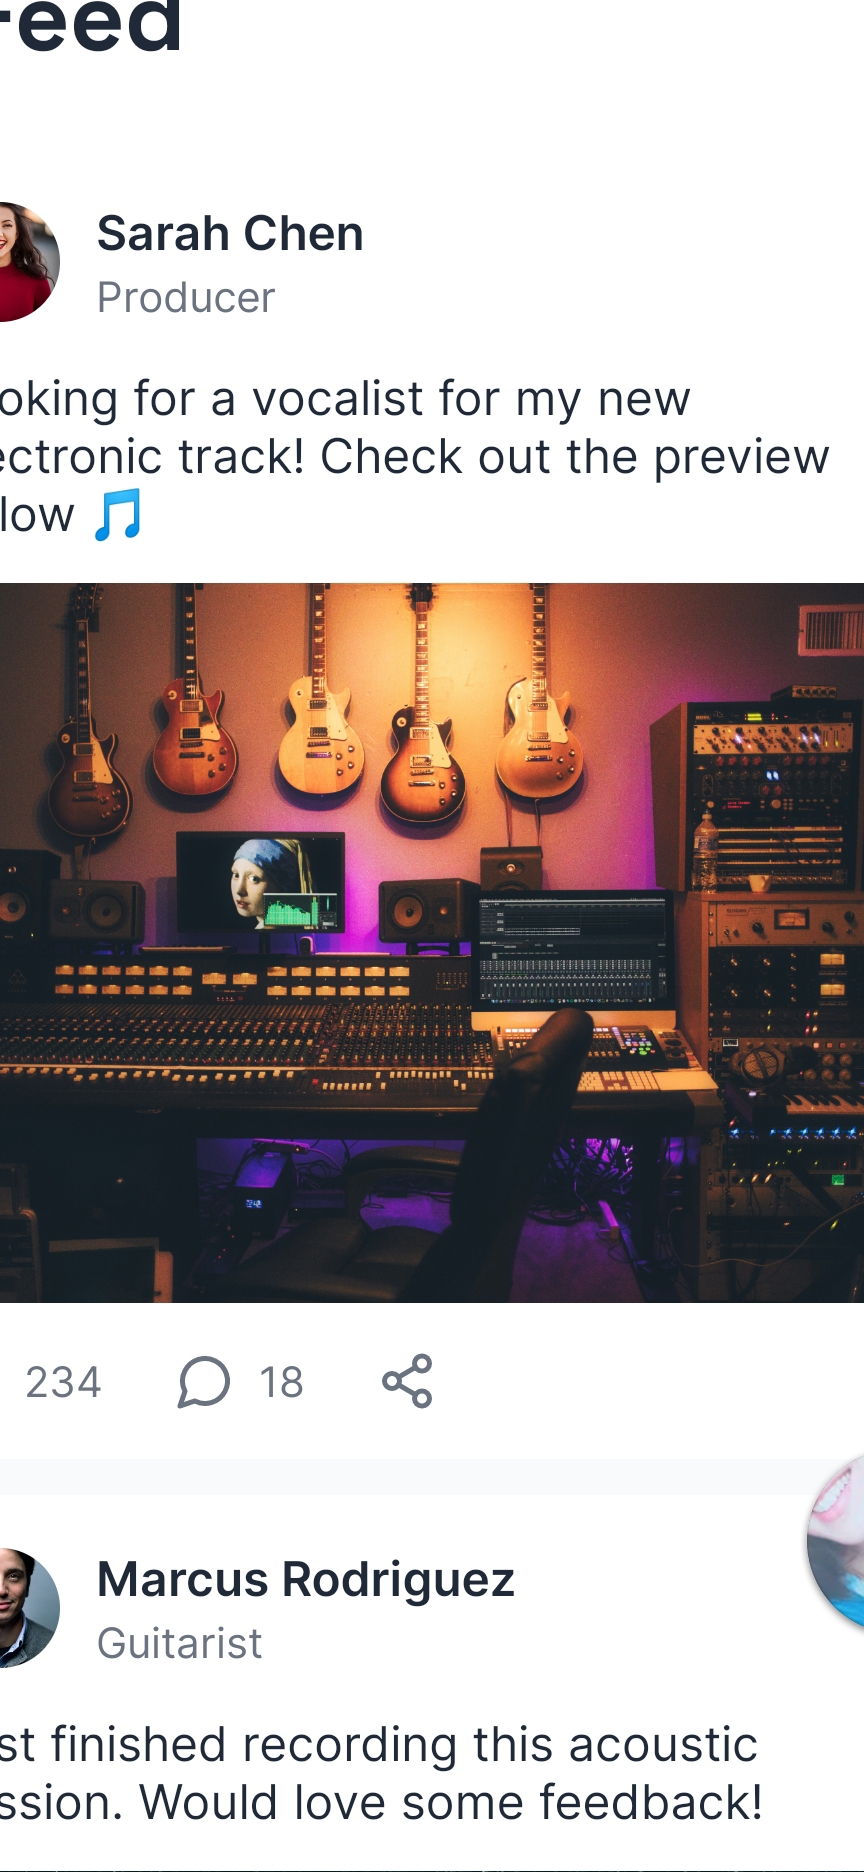 eed
Sarah Chen
Producer
oking for a vocalist for my new
ectronic track! Check out the preview
low 🎵
234
18
Marcus Rodriguez
Guitarist
st finished recording this acoustic
ssion. Would love some feedback!